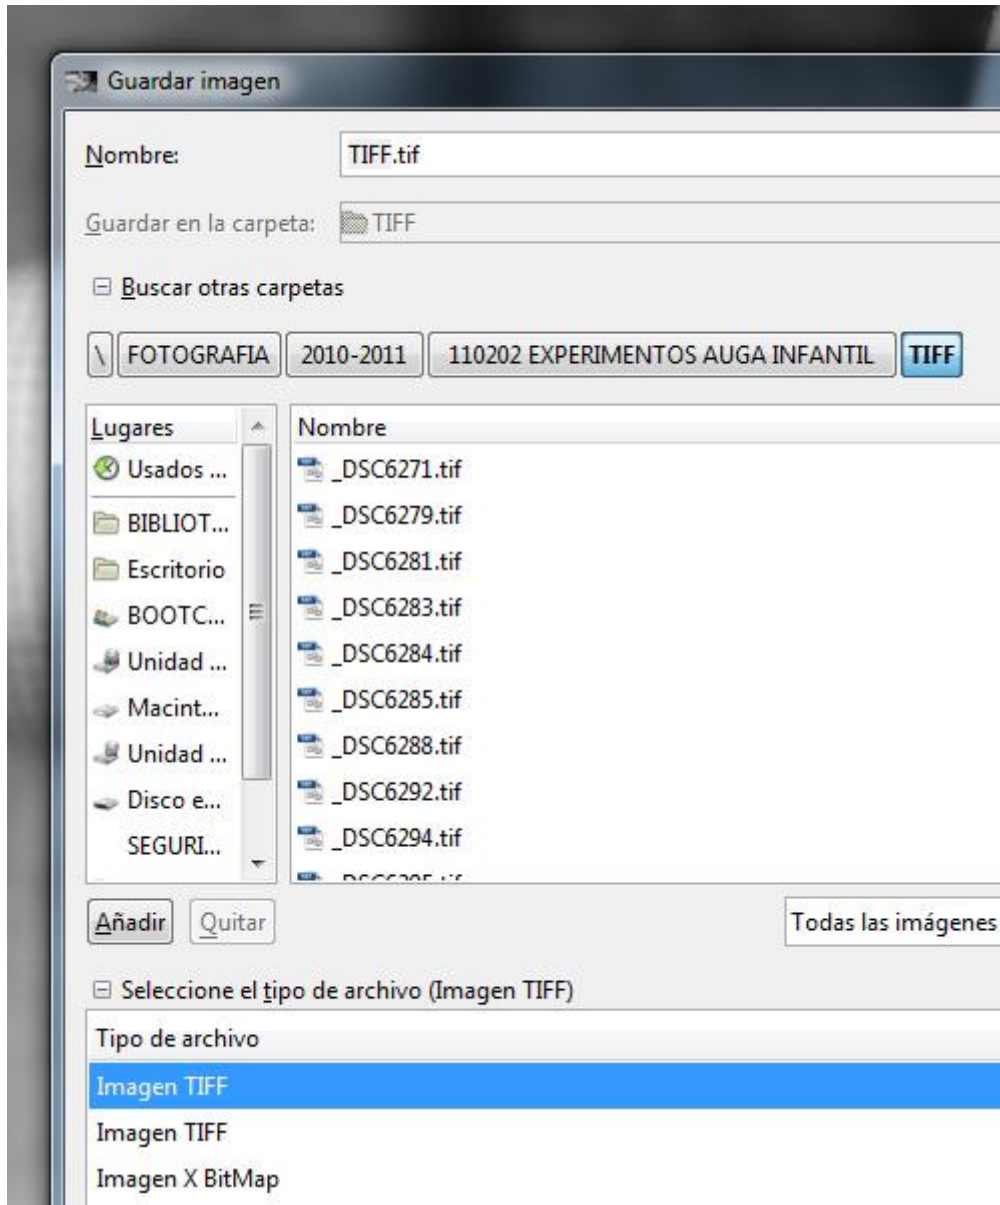 Guardar imagen
Nombre: TIFF.tif
Guardar en la carpeta: TIFF
Buscar otras carpetas
\ FOTOGRAFIA 2010-2011 110202 EXPERIMENTOS AUGA INFANTIL TIFF
Lugares Nombre
Usados ... _DSC6271.tif
BIBLIOT... _DSC6279.tif
Escritorio _DSC6281.tif
BOOTC... _DSC6283.tif
Unidad ... _DSC6284.tif
Macint... _DSC6285.tif
Unidad ... _DSC6288.tif
Disco e... _DSC6292.tif
SEGURI... _DSC6294.tif
Añadir Quitar Todas las imágenes
Seleccione el tipo de archivo (Imagen TIFF)
Tipo de archivo
Imagen TIFF
Imagen TIFF
Imagen X BitMap